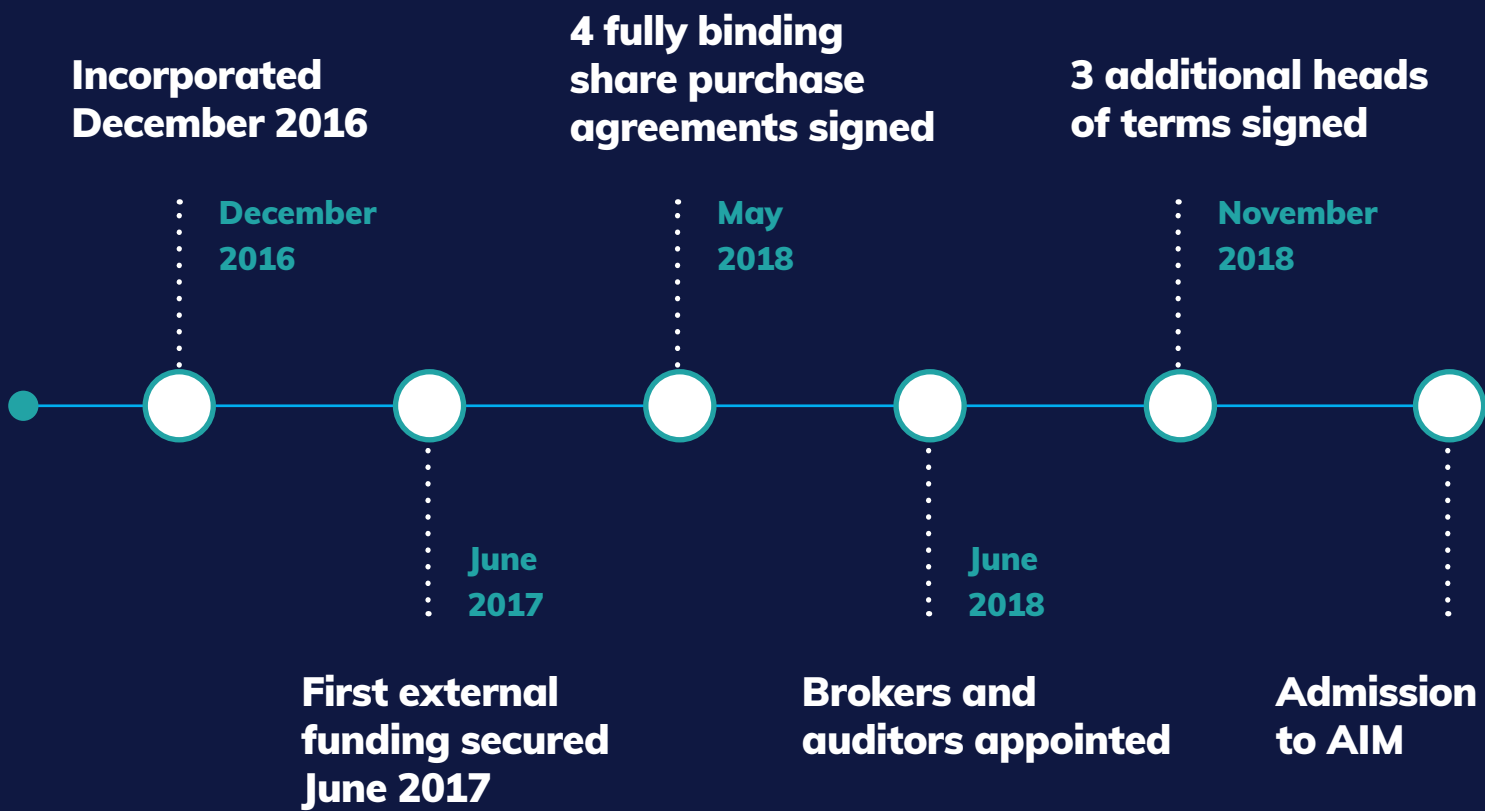 Incorporated
December 2016
December
2016
First external
funding secured
June 2017
June
2017
4 fully binding
share purchase
agreements signed
May
2018
Brokers and
auditors appointed
June
2018
3 additional heads
of terms signed
November
2018
Admission
to AIM